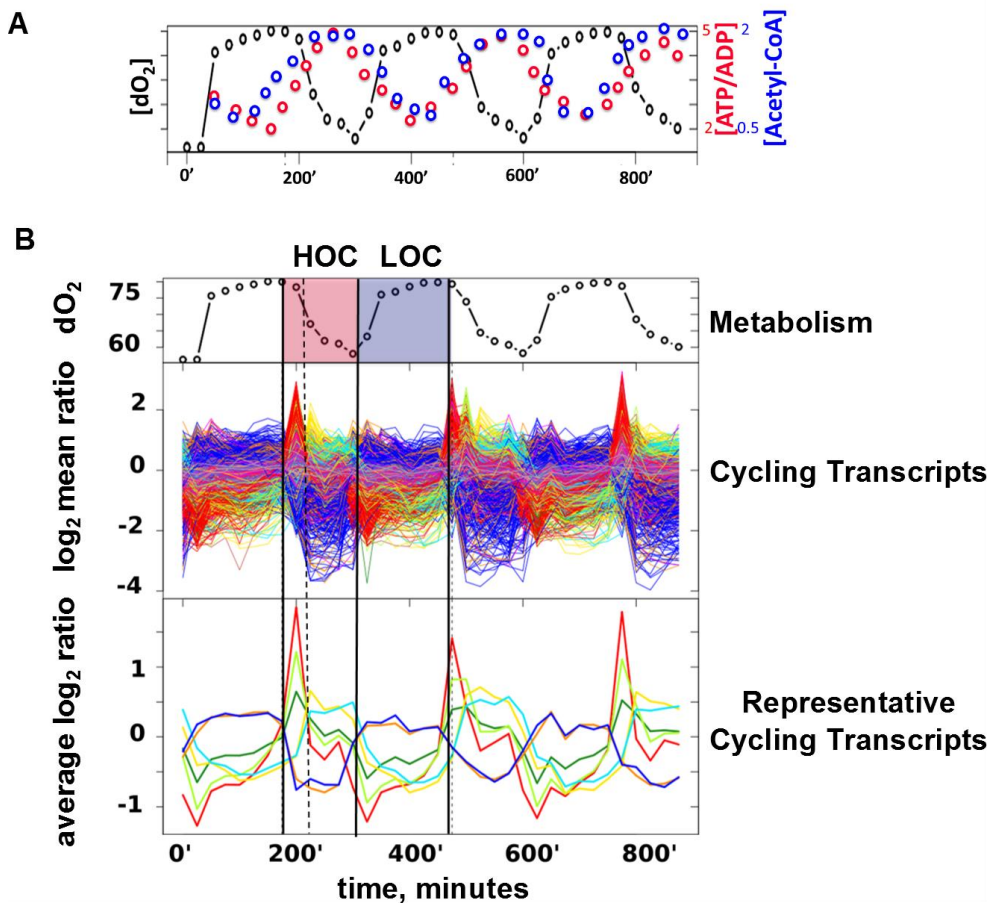 A
[dO2]
5
2
2
0.5
[ATP/ADP]
[Acetyl-CoA]
0' 200' 400' 600' 800'
B
HOC LOC
dO2
75
60
Metabolism
log2 mean ratio
2
0
-2
-4
Cycling Transcripts
average log2 ratio
1
0
-1
Representative
Cycling Transcripts
0' 200' 400' 600' 800'
time, minutes